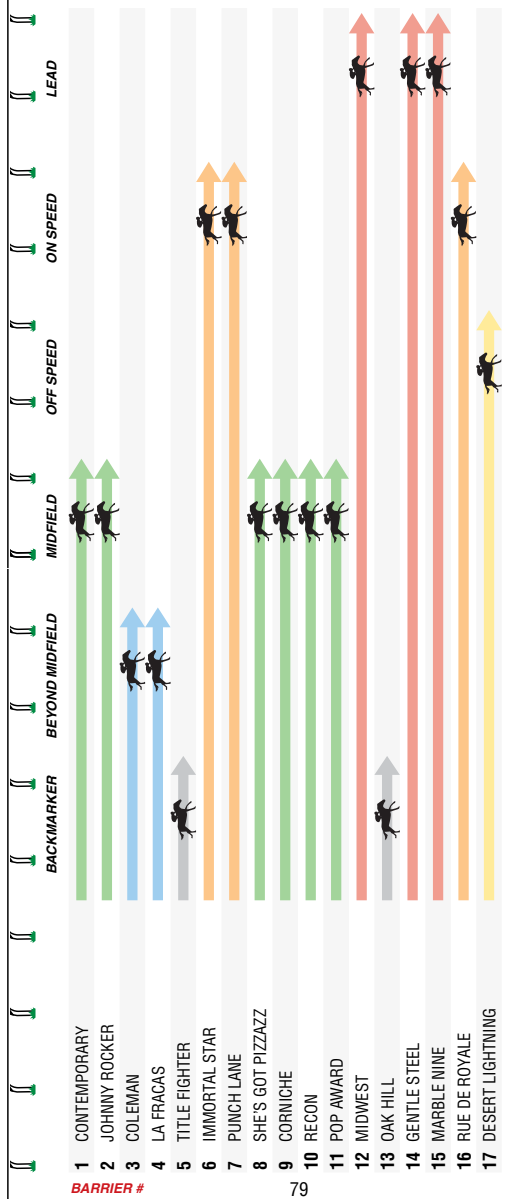 BACKMARKER BEYOND MIDFIELD MIDFIELD OFF SPEED ON SPEED LEAD
1 CONTEMPORARY
2 JOHNNY ROCKER
3 COLEMAN
4 LA FRACAS
5 TITLE FIGHTER
6 IMMORTAL STAR
7 PUNCH LANE
8 SHE'S GOT PIZZAZZ
9 CORNICHE
10 RECON
11 POP AWARD
12 MIDWEST
13 OAK HILL
14 GENTLE STEEL
15 MARBLE NINE
16 RUE DE ROYALE
17 DESERT LIGHTNING
BARRIER #
79